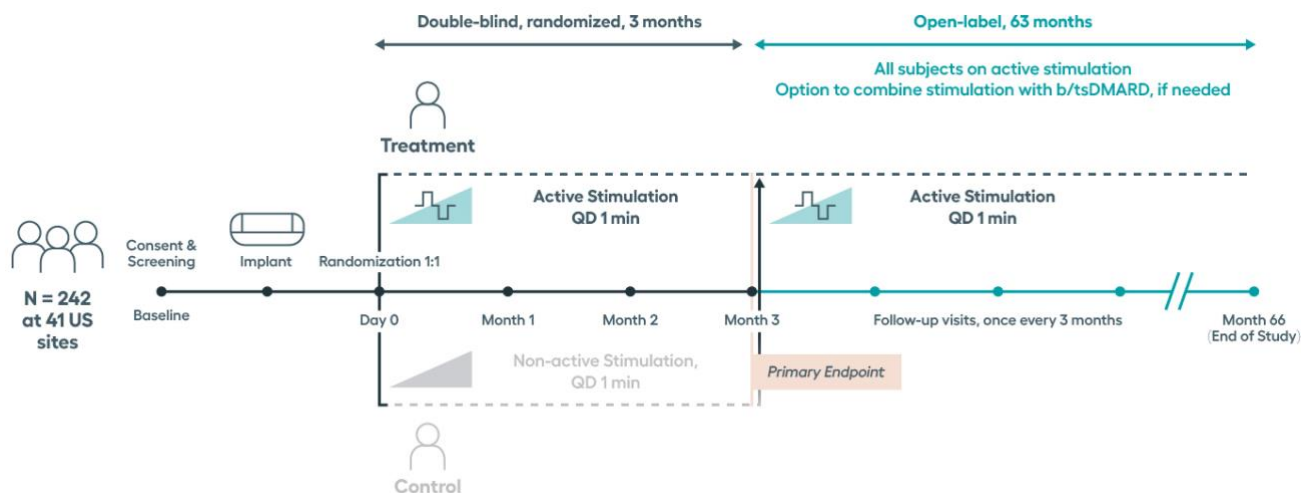 Double-blind, randomized, 3 months
Open-label, 63 months
All subjects on active stimulation
Option to combine stimulation with b/tsDMARD, if needed
Treatment
Active Stimulation
QD 1 min
Active Stimulation
QD 1 min
N = 242
at 41 US
sites
Consent &
Screening
Implant
Randomization 1:1
Baseline
Day 0
Month 1
Month 2
Month 3
Follow-up visits, once every 3 months
Month 66
(End of Study)
Non-active Stimulation,
QD 1 min
Primary Endpoint
Control